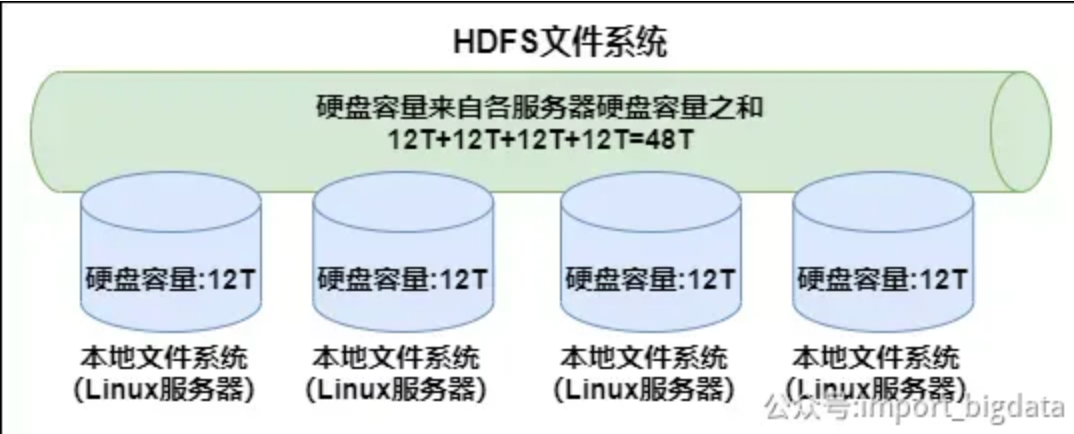 HDFS文件系统
硬盘容量来自各服务器硬盘容量之和
12T+12T+12T+12T=48T
硬盘容量:12T
硬盘容量:12T
硬盘容量:12T
硬盘容量:12T
本地文件系统
(Linux服务器)
本地文件系统
(Linux服务器)
本地文件系统
(Linux服务器)
本地文件系统
(Linux服务器)
公众号:import_bigdata